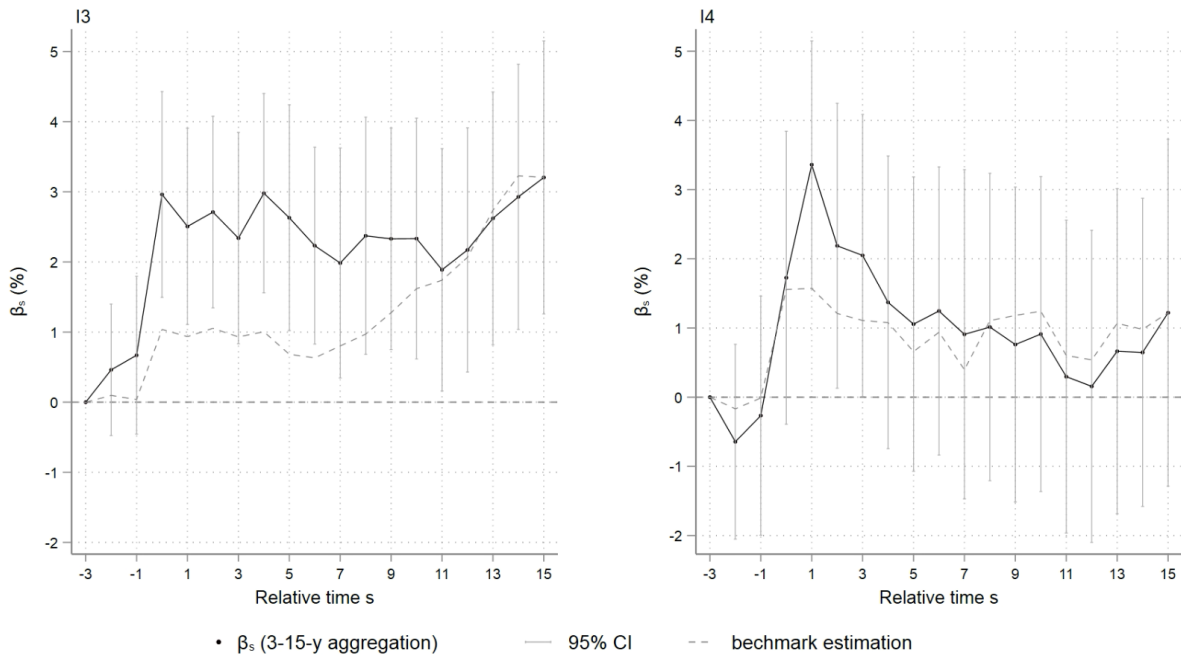 I3
5
4
3
2
1
0
-1
-2
βs (%)
-3 -1 1 3 5 7 9 11 13 15
Relative time s
I4
5
4
3
2
1
0
-1
-2
βs (%)
-3 -1 1 3 5 7 9 11 13 15
Relative time s
βs (3-15-y aggregation) 95% CI bechmark estimation